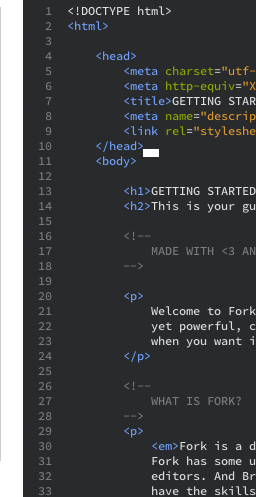 1 <!DOCTYPE html>
2 <html>
3
4 <head>
5 <meta charset="utf-
6 <meta http-equiv="X
7 <title>GETTING STAR
8 <meta name="descrip
9 <link rel="styleshe
10 </head>
11 <body>
12
13 <h1>GETTING STARTED
14 <h2>This is your gu
15
16 <!--
17 MADE WITH <3 AN
18 -->
19
20 <p>
21 Welcome to Fork
22 yet powerful, c
23 when you want i
24 </p>
25
26 <!--
27 WHAT IS FORK?
28 -->
29 <p>
30 <em>Fork is a d
31 Fork has some u
32 editors. And Br
33 have the skills